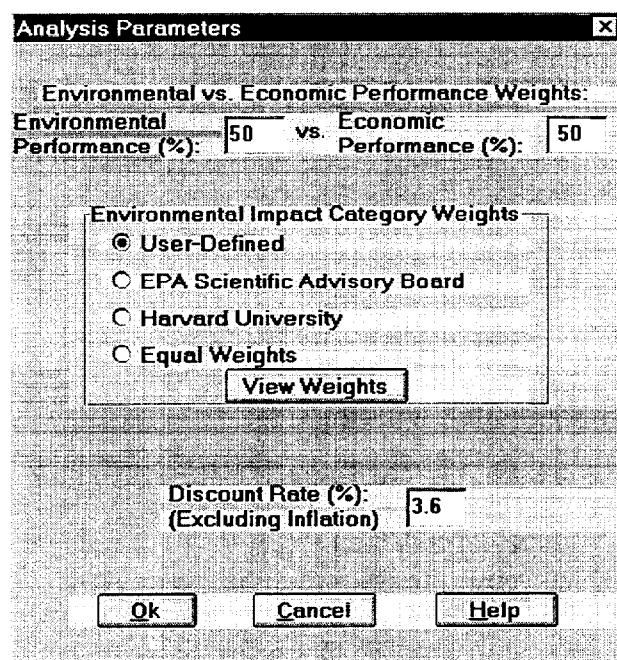 Analysis Parameters
Environmental vs. Economic Performance Weights:
Environmental Performance (%): 50 vs. Economic Performance (%): 50
Environmental Impact Category Weights
User-Defined
EPA Scientific Advisory Board
Harvard University
Equal Weights
View Weights
Discount Rate (%): 3.6
(Excluding Inflation)
Ok Cancel Help